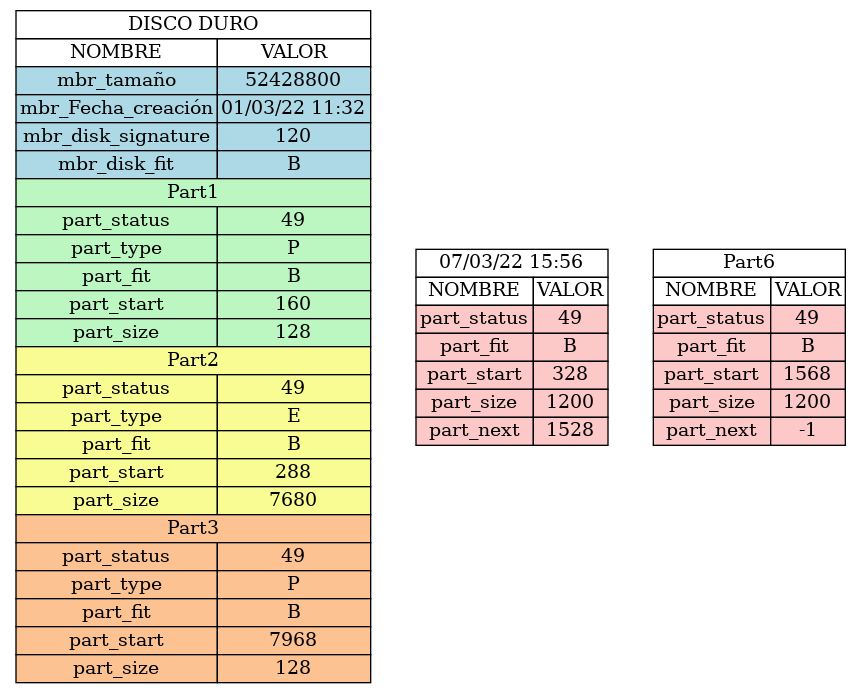 DISCO DURO
NOMBRE VALOR
mbr_tamaño 52428800
mbr_Fecha_creación 01/03/22 11:32
mbr_disk_signature 120
mbr_disk_fit B
Part1
part_status 49
part_type P
part_fit B
part_start 160
part_size 128
Part2
part_status 49
part_type E
part_fit B
part_start 288
part_size 7680
Part3
part_status 49
part_type P
part_fit B
part_start 7968
part_size 128
07/03/22 15:56
NOMBRE VALOR
part_status 49
part_fit B
part_start 328
part_size 1200
part_next 1528
Part6
NOMBRE VALOR
part_status 49
part_fit B
part_start 1568
part_size 1200
part_next -1